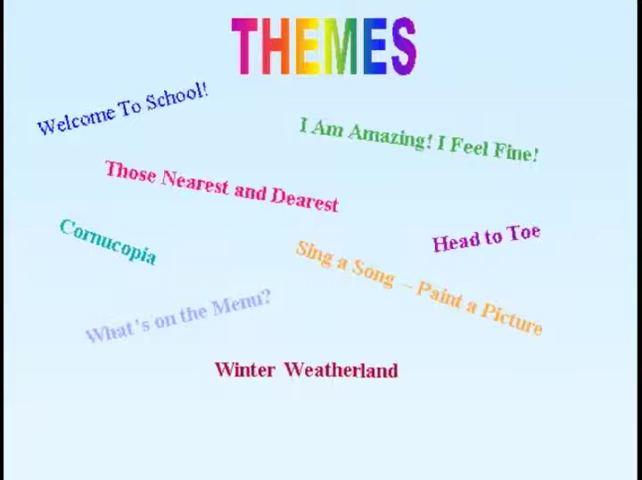 THEMES
Welcome To School!
I Am Amazing! I Feel Fine!
Those Nearest and Dearest
Cornucopia
Head to Toe
Sing a Song – Paint a Picture
What's on the Menu?
Winter Weatherland